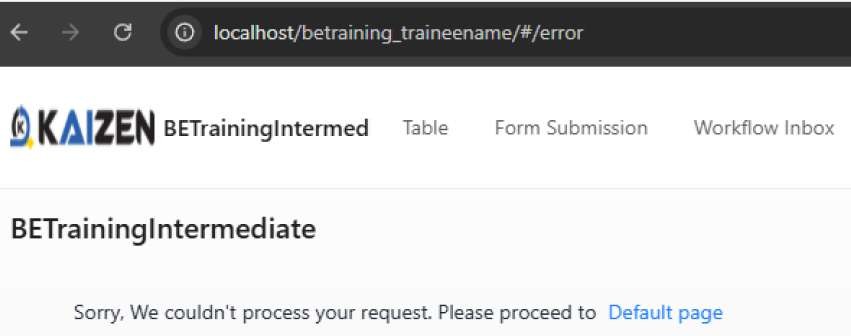 localhost/betraining_traineename/#/error
KAIZEN BETrainingIntermed Table Form Submission Workflow Inbox
BETrainingIntermediate
Sorry, We couldn't process your request. Please proceed to Default page